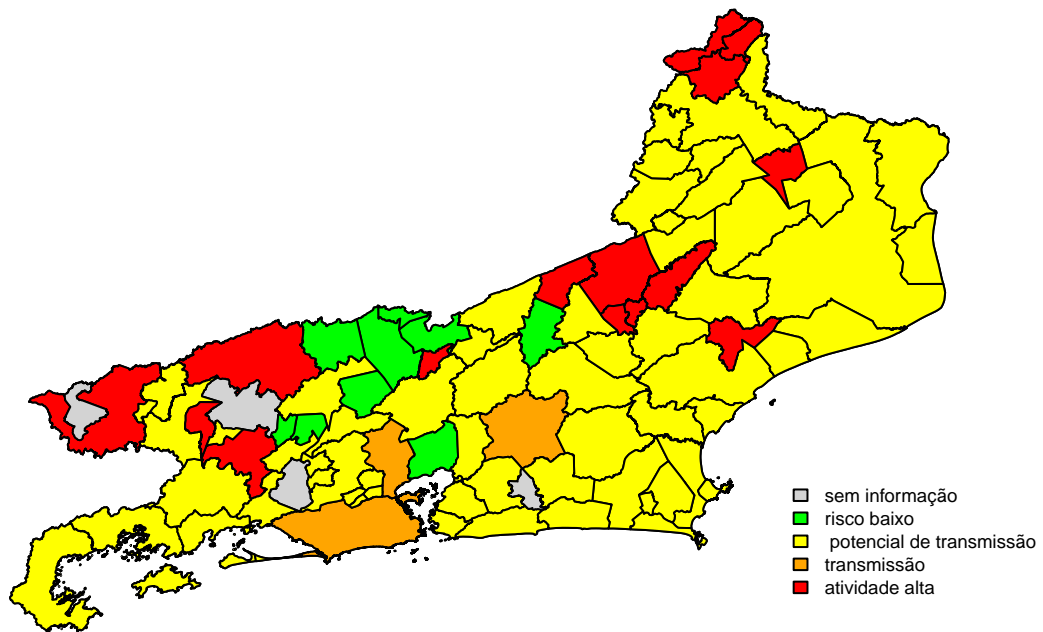 sem informação
risco baixo
potencial de transmissão
transmissão
atividade alta